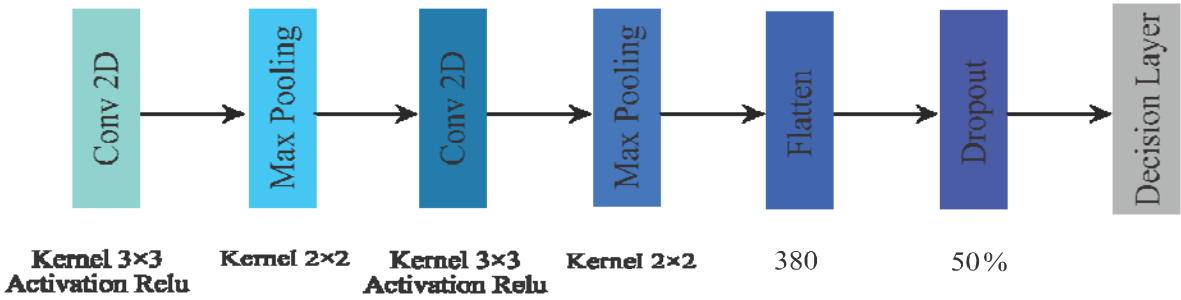 Conv 2D
Max Pooling
Conv 2D
Max Pooling
Flatten
Dropout
Decision Layer
Kernel 3×3
Activation Relu
Kernel 2×2
Kernel 3×3
Activation Relu
Kernel 2×2
380
50%